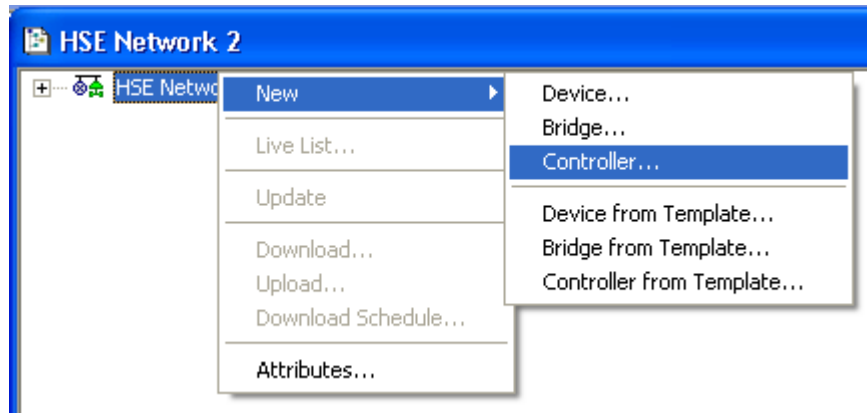 HSE Network 2
HSE Netwo
New
Live List...
Update
Download...
Upload...
Download Schedule...
Attributes...
Device...
Bridge...
Controller...
Device from Template...
Bridge from Template...
Controller from Template...